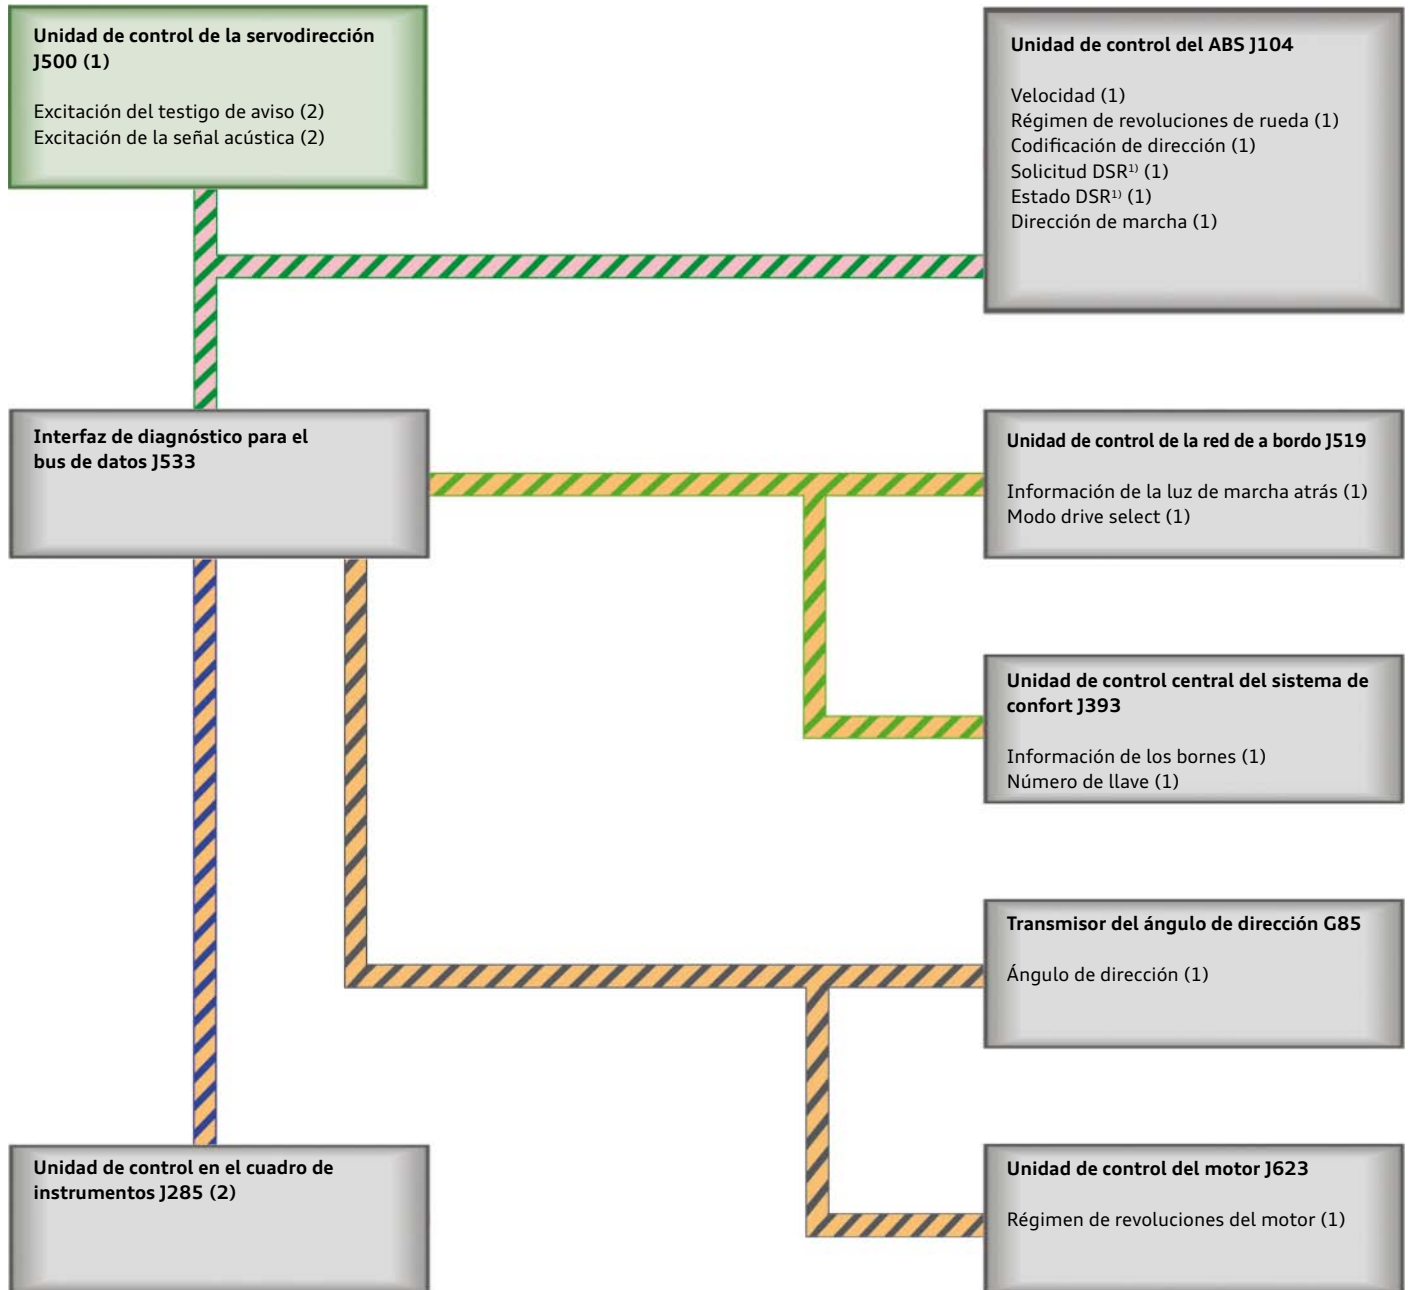 Unidad de control de la servodirección
J500 (1)
Excitación del testigo de aviso (2)
Excitación de la señal acústica (2)
Unidad de control del ABS J104
Velocidad (1)
Régimen de revoluciones de rueda (1)
Codificación de dirección (1)
Solicitud DSR¹⁾ (1)
Estado DSR¹⁾ (1)
Dirección de marcha (1)
Interfaz de diagnóstico para el
bus de datos J533
Unidad de control de la red de a bordo J519
Información de la luz de marcha atrás (1)
Modo drive select (1)
Unidad de control central del sistema de
confort J393
Información de los bornes (1)
Número de llave (1)
Transmisor del ángulo de dirección G85
Ángulo de dirección (1)
Unidad de control en el cuadro de
instrumentos J285 (2)
Unidad de control del motor J623
Régimen de revoluciones del motor (1)